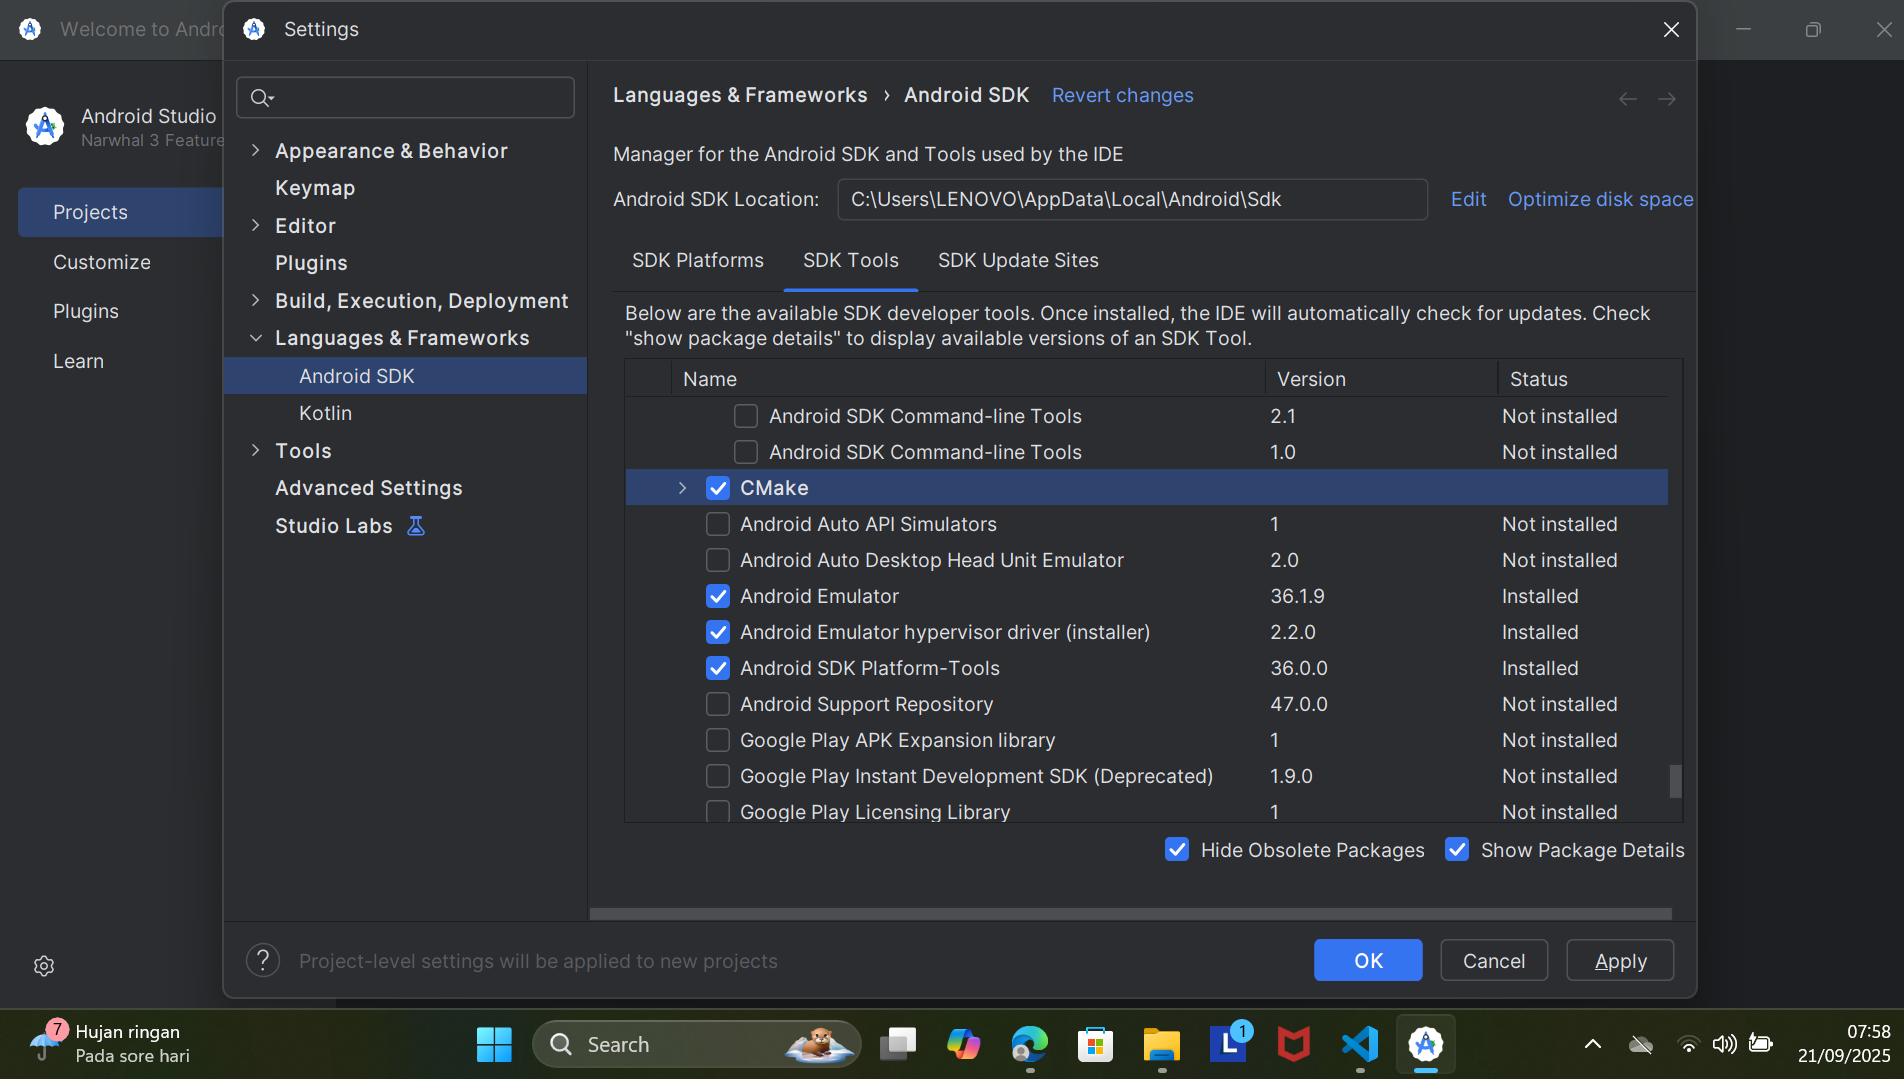 Welcome to Andro
Settings
Android Studio
Narwhal 3 Feature
Projects
Customize
Plugins
Learn
Appearance & Behavior
Keymap
Editor
Plugins
Build, Execution, Deployment
Languages & Frameworks
Android SDK
Kotlin
Tools
Advanced Settings
Studio Labs
Languages & Frameworks › Android SDK Revert changes
Manager for the Android SDK and Tools used by the IDE
Android SDK Location: C:\Users\LENOVO\AppData\Local\Android\Sdk Edit Optimize disk space
SDK Platforms SDK Tools SDK Update Sites
Below are the available SDK developer tools. Once installed, the IDE will automatically check for updates. Check
"show package details" to display available versions of an SDK Tool.
Name Version Status
Android SDK Command-line Tools 2.1 Not installed
Android SDK Command-line Tools 1.0 Not installed
CMake
Android Auto API Simulators 1 Not installed
Android Auto Desktop Head Unit Emulator 2.0 Not installed
Android Emulator 36.1.9 Installed
Android Emulator hypervisor driver (installer) 2.2.0 Installed
Android SDK Platform-Tools 36.0.0 Installed
Android Support Repository 47.0.0 Not installed
Google Play APK Expansion library 1 Not installed
Google Play Instant Development SDK (Deprecated) 1.9.0 Not installed
Google Play Licensing Library 1 Not installed
Hide Obsolete Packages Show Package Details
? Project-level settings will be applied to new projects
OK Cancel Apply
7 Hujan ringan
Pada sore hari
Search
L 1
07:58
21/09/2025